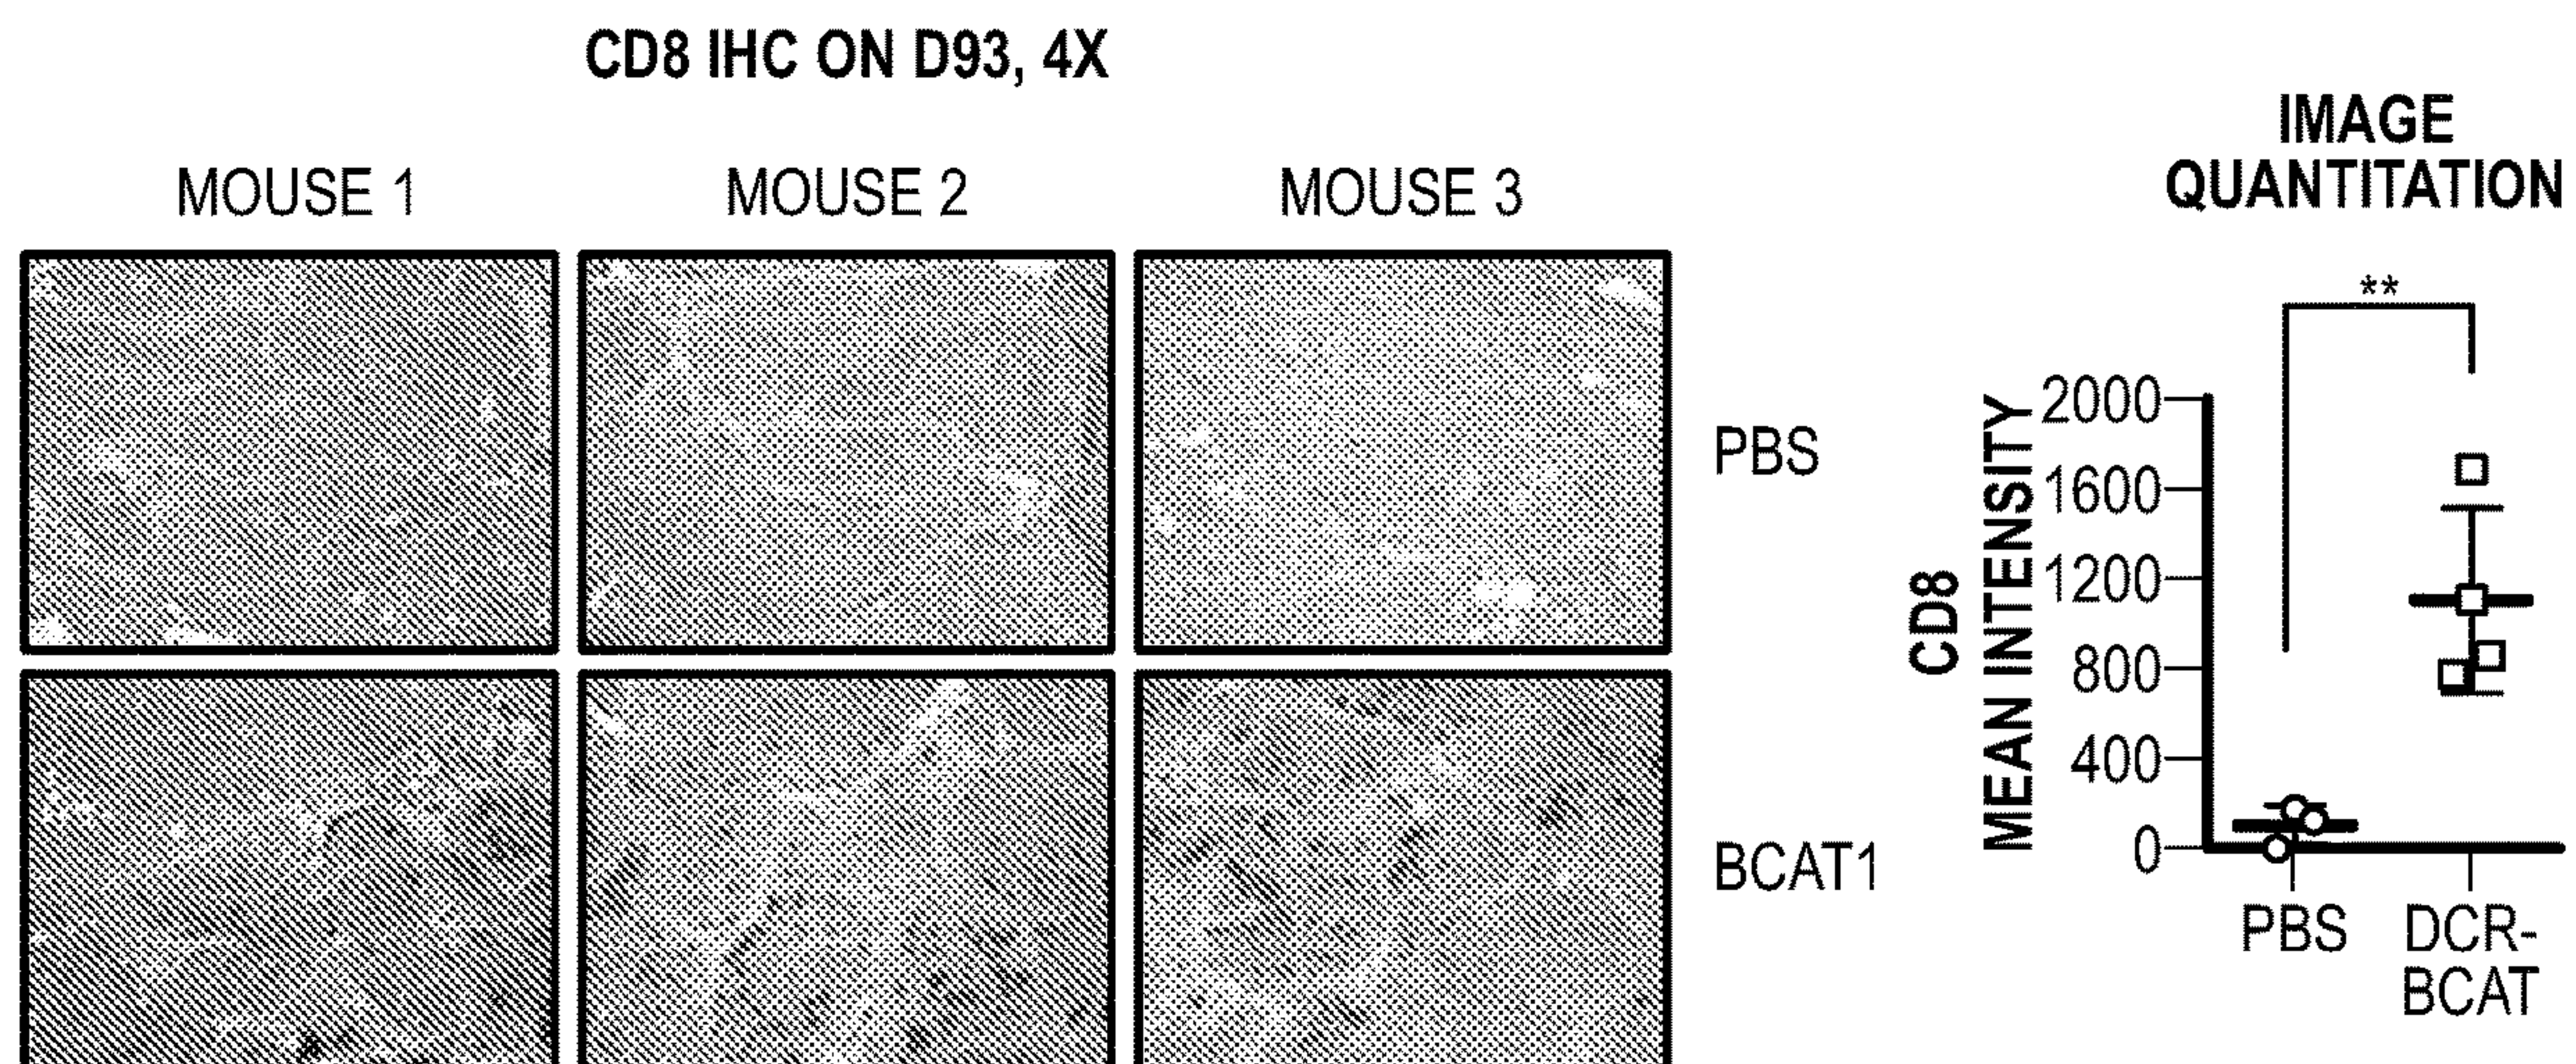 CD8 IHC ON D93, 4X
MOUSE 1
MOUSE 2
MOUSE 3
PBS
BCAT1
IMAGE
QUANTITATION
**
CD8
MEAN INTENSITY
2000
1600
1200
800
400
0
PBS
DCR-
BCAT